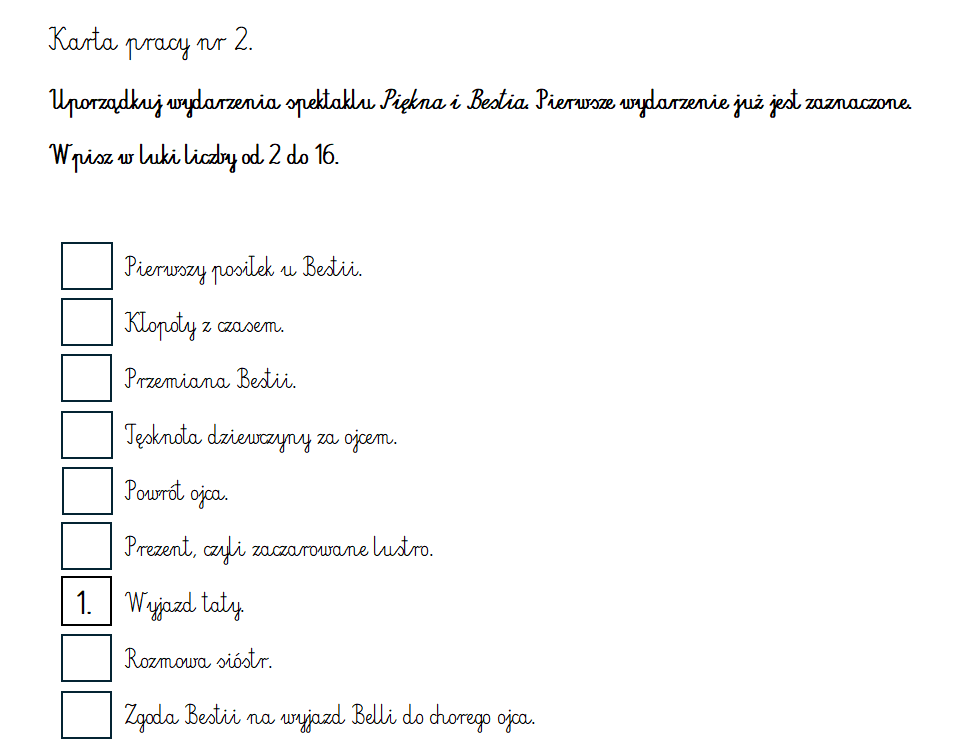 Karta pracy nr 2.
Uporządkuj wydarzenia spektaklu Piękna i Bestia. Pierwsze wydarzenie już jest zaznaczone.
Wpisz w luki liczby od 2 do 16.
Pierwszy posiłek u Bestii.
Kłopoty z czasem.
Przemiana Bestii.
Tęsknota dziewczyny za ojcem.
Powrót ojca.
Prezent, czyli zaczarowane lustro.
1. Wyjazd taty.
Rozmowa sióstr.
Zgoda Bestii na wyjazd Belli do chorego ojca.